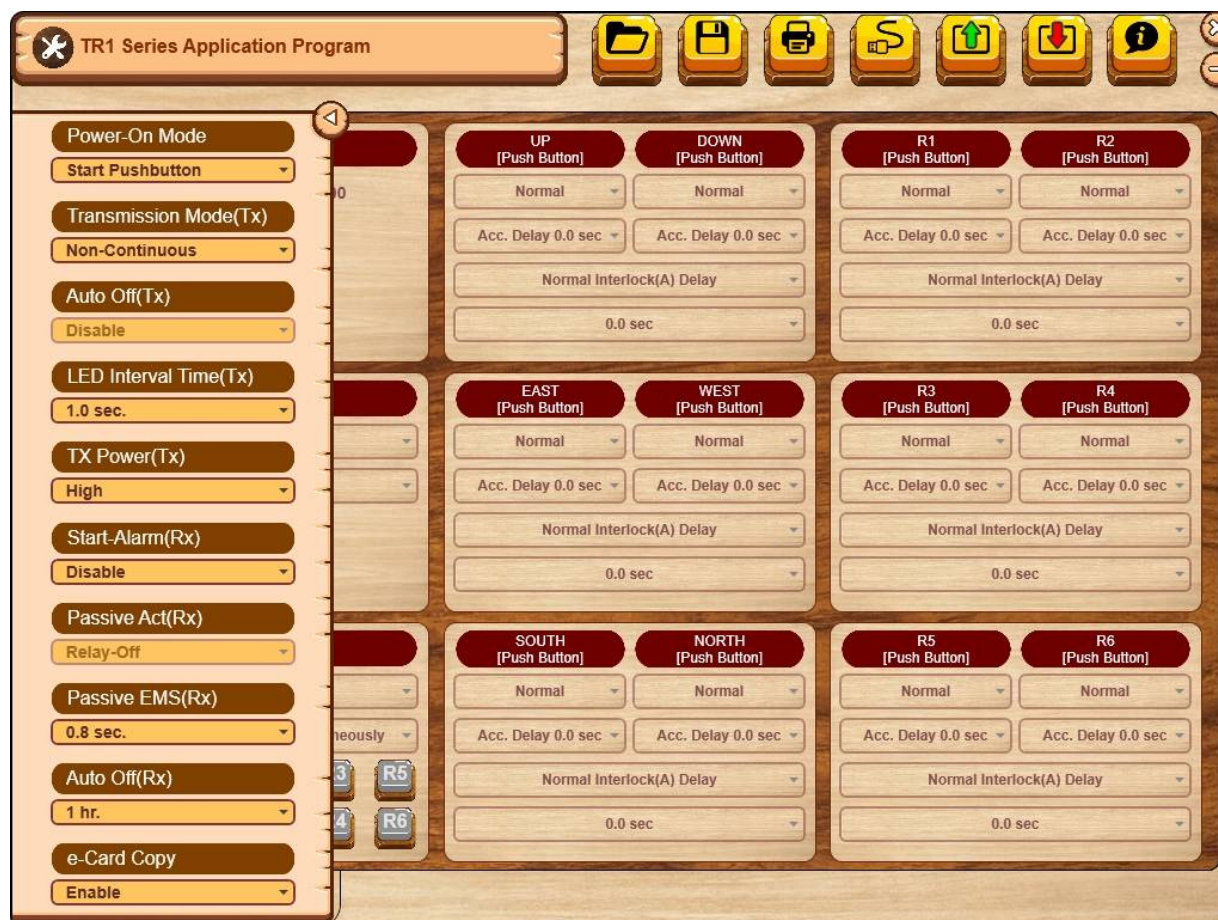 TR1 Series Application Program
Power-On Mode
Start Pushbutton
Transmission Mode(Tx)
Non-Continuous
Auto Off(Tx)
Disable
LED Interval Time(Tx)
1.0 sec.
TX Power(Tx)
High
Start-Alarm(Rx)
Disable
Passive Act(Rx)
Relay-Off
Passive EMS(Rx)
0.8 sec.
Auto Off(Rx)
1 hr.
e-Card Copy
Enable
R5
R6
UP DOWN
[Push Button] [Push Button]
Normal Normal
Acc. Delay 0.0 sec Acc. Delay 0.0 sec
Normal Interlock(A) Delay
0.0 sec
R1 R2
[Push Button] [Push Button]
Normal Normal
Acc. Delay 0.0 sec Acc. Delay 0.0 sec
Normal Interlock(A) Delay
0.0 sec
EAST WEST
[Push Button] [Push Button]
Normal Normal
Acc. Delay 0.0 sec Acc. Delay 0.0 sec
Normal Interlock(A) Delay
0.0 sec
R3 R4
[Push Button] [Push Button]
Normal Normal
Acc. Delay 0.0 sec Acc. Delay 0.0 sec
Normal Interlock(A) Delay
0.0 sec
SOUTH NORTH
[Push Button] [Push Button]
Normal Normal
Acc. Delay 0.0 sec Acc. Delay 0.0 sec
Normal Interlock(A) Delay
0.0 sec
R5 R6
[Push Button] [Push Button]
Normal Normal
Acc. Delay 0.0 sec Acc. Delay 0.0 sec
Normal Interlock(A) Delay
0.0 sec